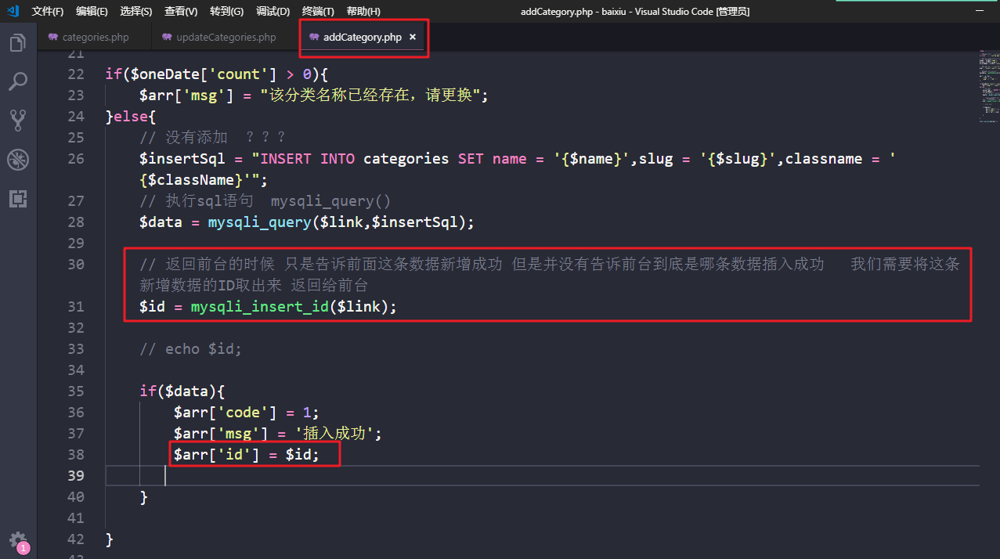 文件(F) 编辑(E) 选择(S) 查看(V) 转到(G) 调试(D) 终端(T) 帮助(H) addCategory.php - baixiu - Visual Studio Code [管理员]
categories.php updateCategories.php addCategory.php ×
21
22 if($oneDate['count'] > 0){
23 $arr['msg'] = "该分类名称已经存在，请更换";
24 }else{
25 // 没有添加 ？？？
26 $insertSql = "INSERT INTO categories SET name = '{$name}',slug = '{$slug}',classname = '
{$className}'";
27 // 执行sql语句 mysqli_query()
28 $data = mysqli_query($link,$insertSql);
29
30 // 返回前台的时候 只是告诉前面这条数据新增成功 但是并没有告诉前台到底是哪条数据插入成功 我们需要将这条
新增数据的ID取出来 返回给前台
31 $id = mysqli_insert_id($link);
32
33 // echo $id;
34
35 if($data){
36 $arr['code'] = 1;
37 $arr['msg'] = '插入成功';
38 $arr['id'] = $id;
39
40 }
41
42 }
43
1